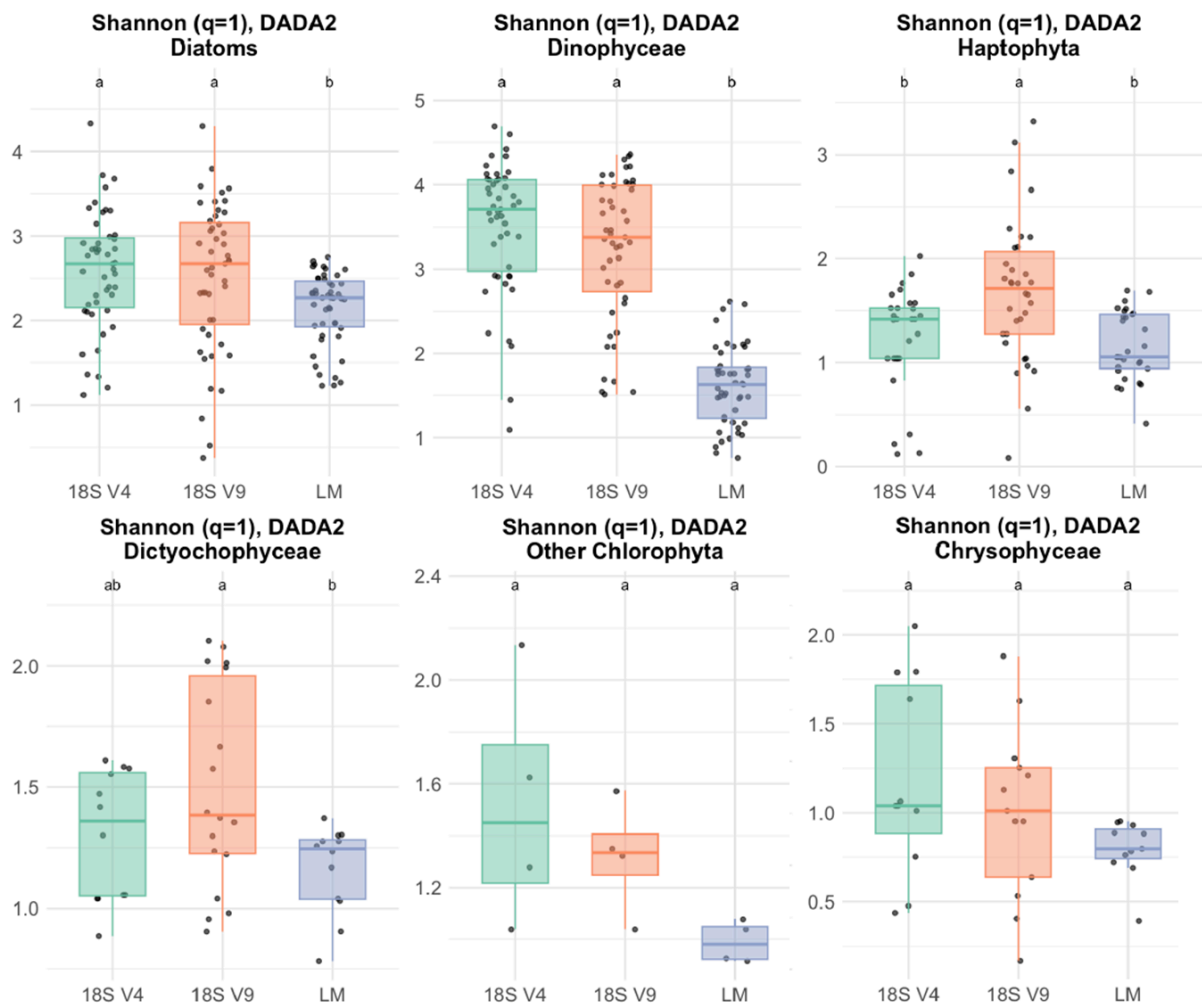 Shannon (q=1), DADA2
Diatoms
a a b
4
3
2
1
18S V4 18S V9 LM
Shannon (q=1), DADA2
Dinophyceae
a a b
5
4
3
2
1
18S V4 18S V9 LM
Shannon (q=1), DADA2
Haptophyta
b a b
3
2
1
0
18S V4 18S V9 LM
Shannon (q=1), DADA2
Dictyochophyceae
ab a b
2.0
1.5
1.0
18S V4 18S V9 LM
Shannon (q=1), DADA2
Other Chlorophyta
a a a
2.4
2.0
1.6
1.2
18S V4 18S V9 LM
Shannon (q=1), DADA2
Chrysophyceae
a a a
2.0
1.5
1.0
0.5
18S V4 18S V9 LM